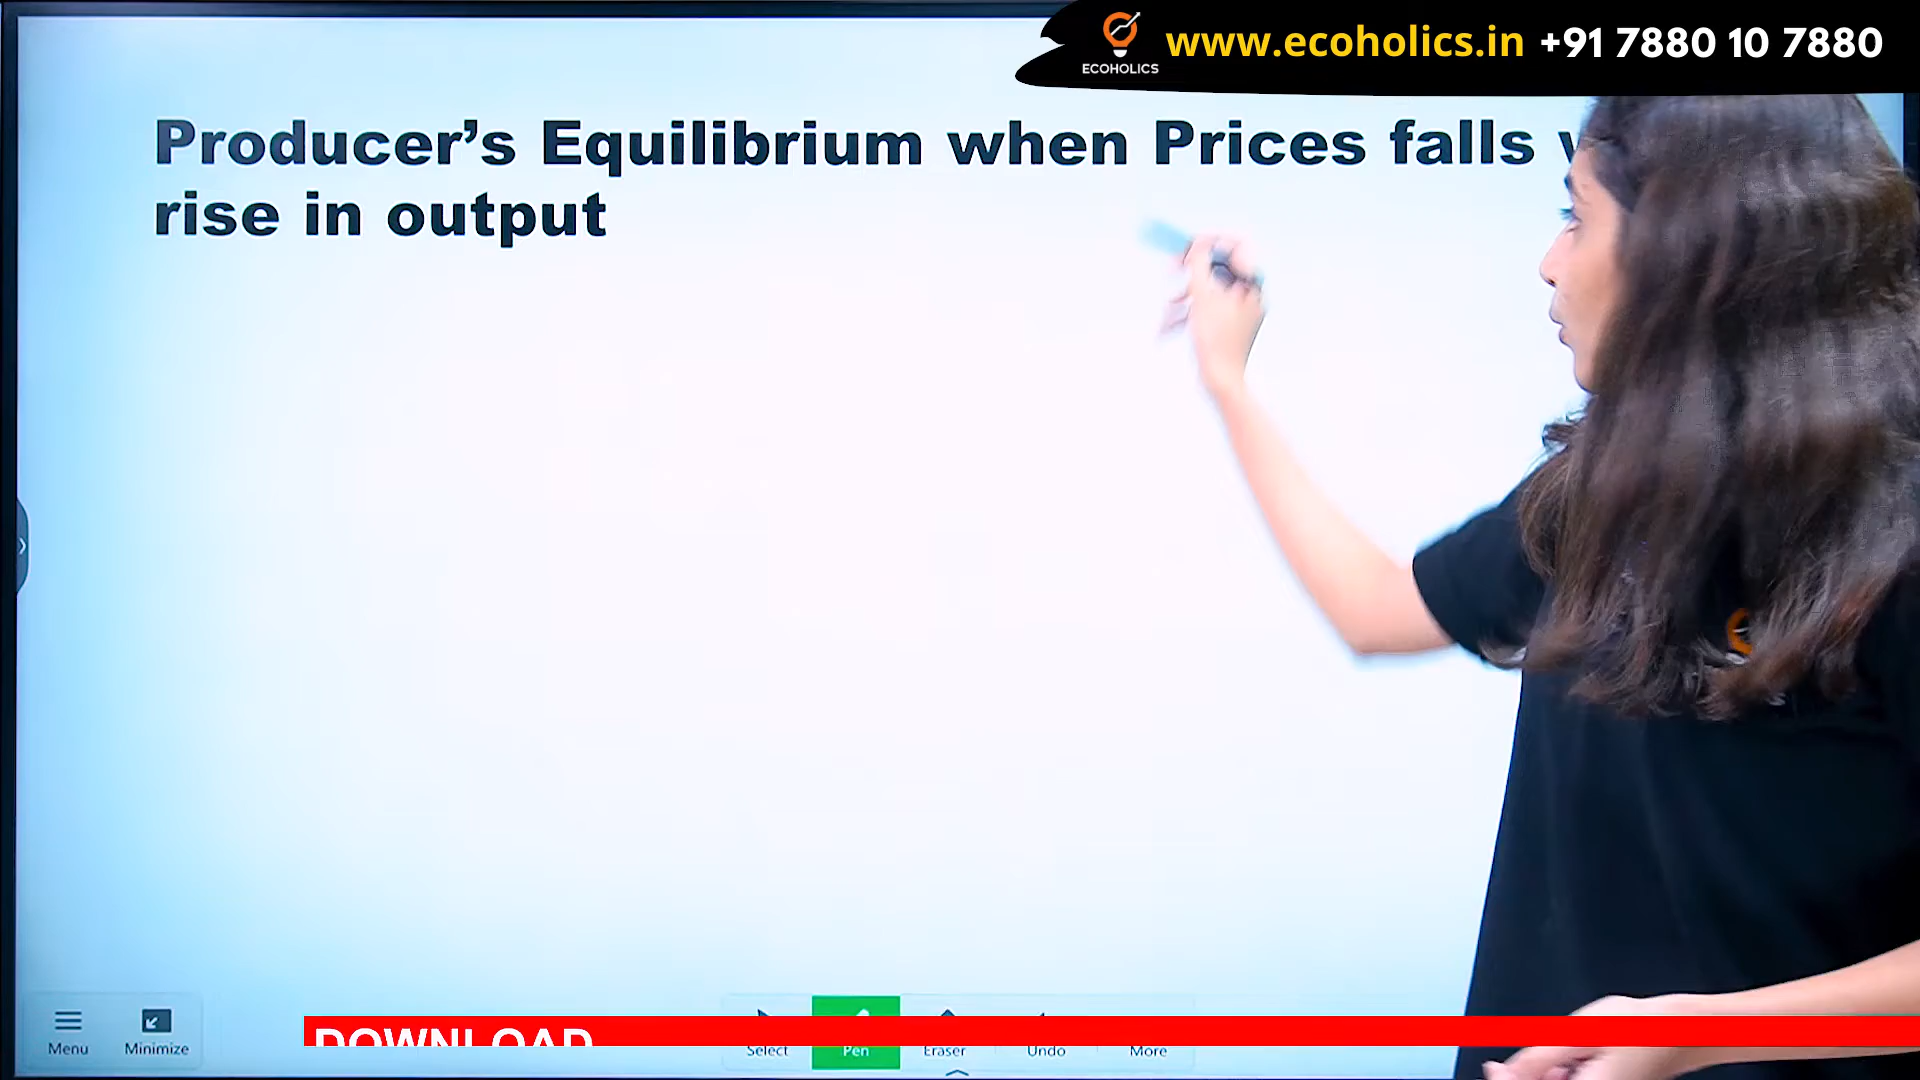 www.ecoholics.in +91 7880 10 7880
ECOHOLICS
Producer’s Equilibrium when Prices falls
rise in output
Menu
Minimize
DOWNLOAD
Select
Pen
Eraser
Undo
More